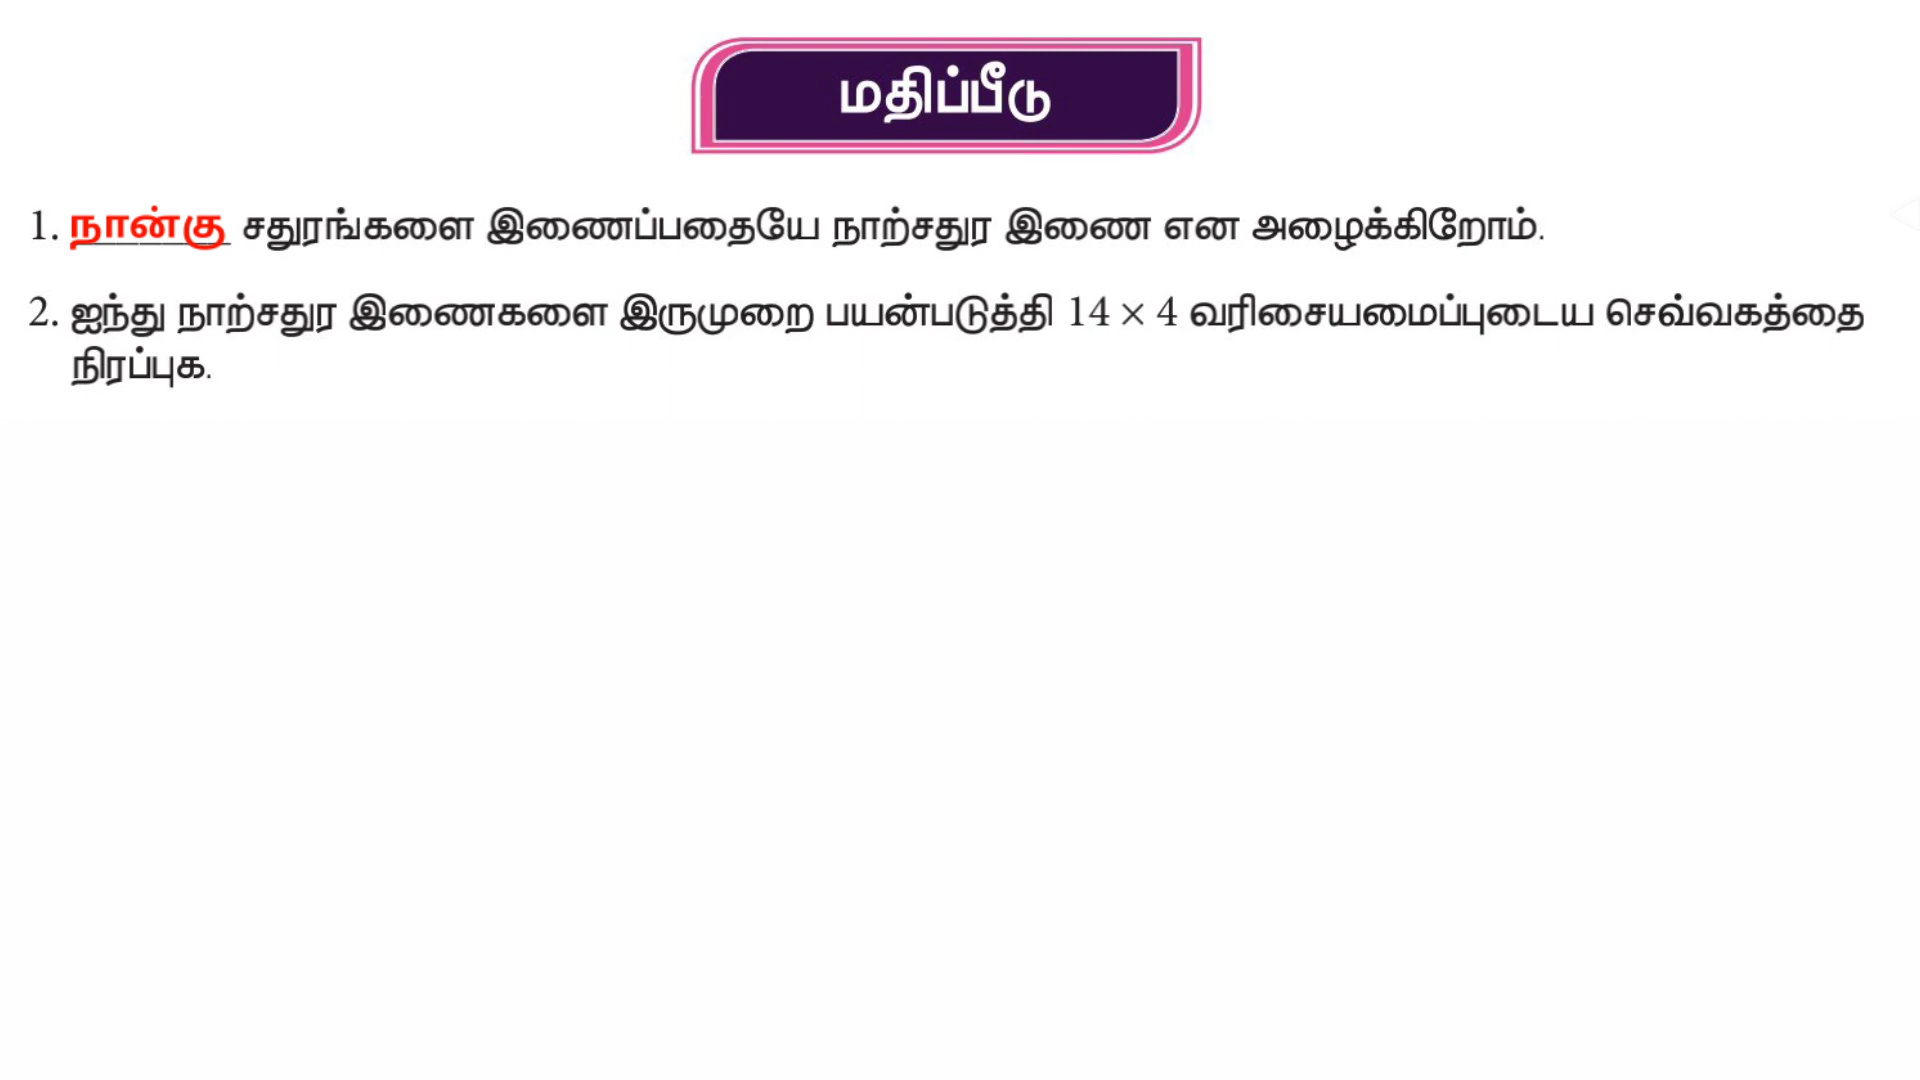 மதிப்பீடு
1. நான்கு சதுரங்களை இணைப்பதையே நாற்சதுர இணை என அழைக்கிறோம்.
2. ஐந்து நாற்சதுர இணைகளை இருமுறை பயன்படுத்தி 14 × 4 வரிசையமைப்புடைய செவ்வகத்தை
நிரப்புக.